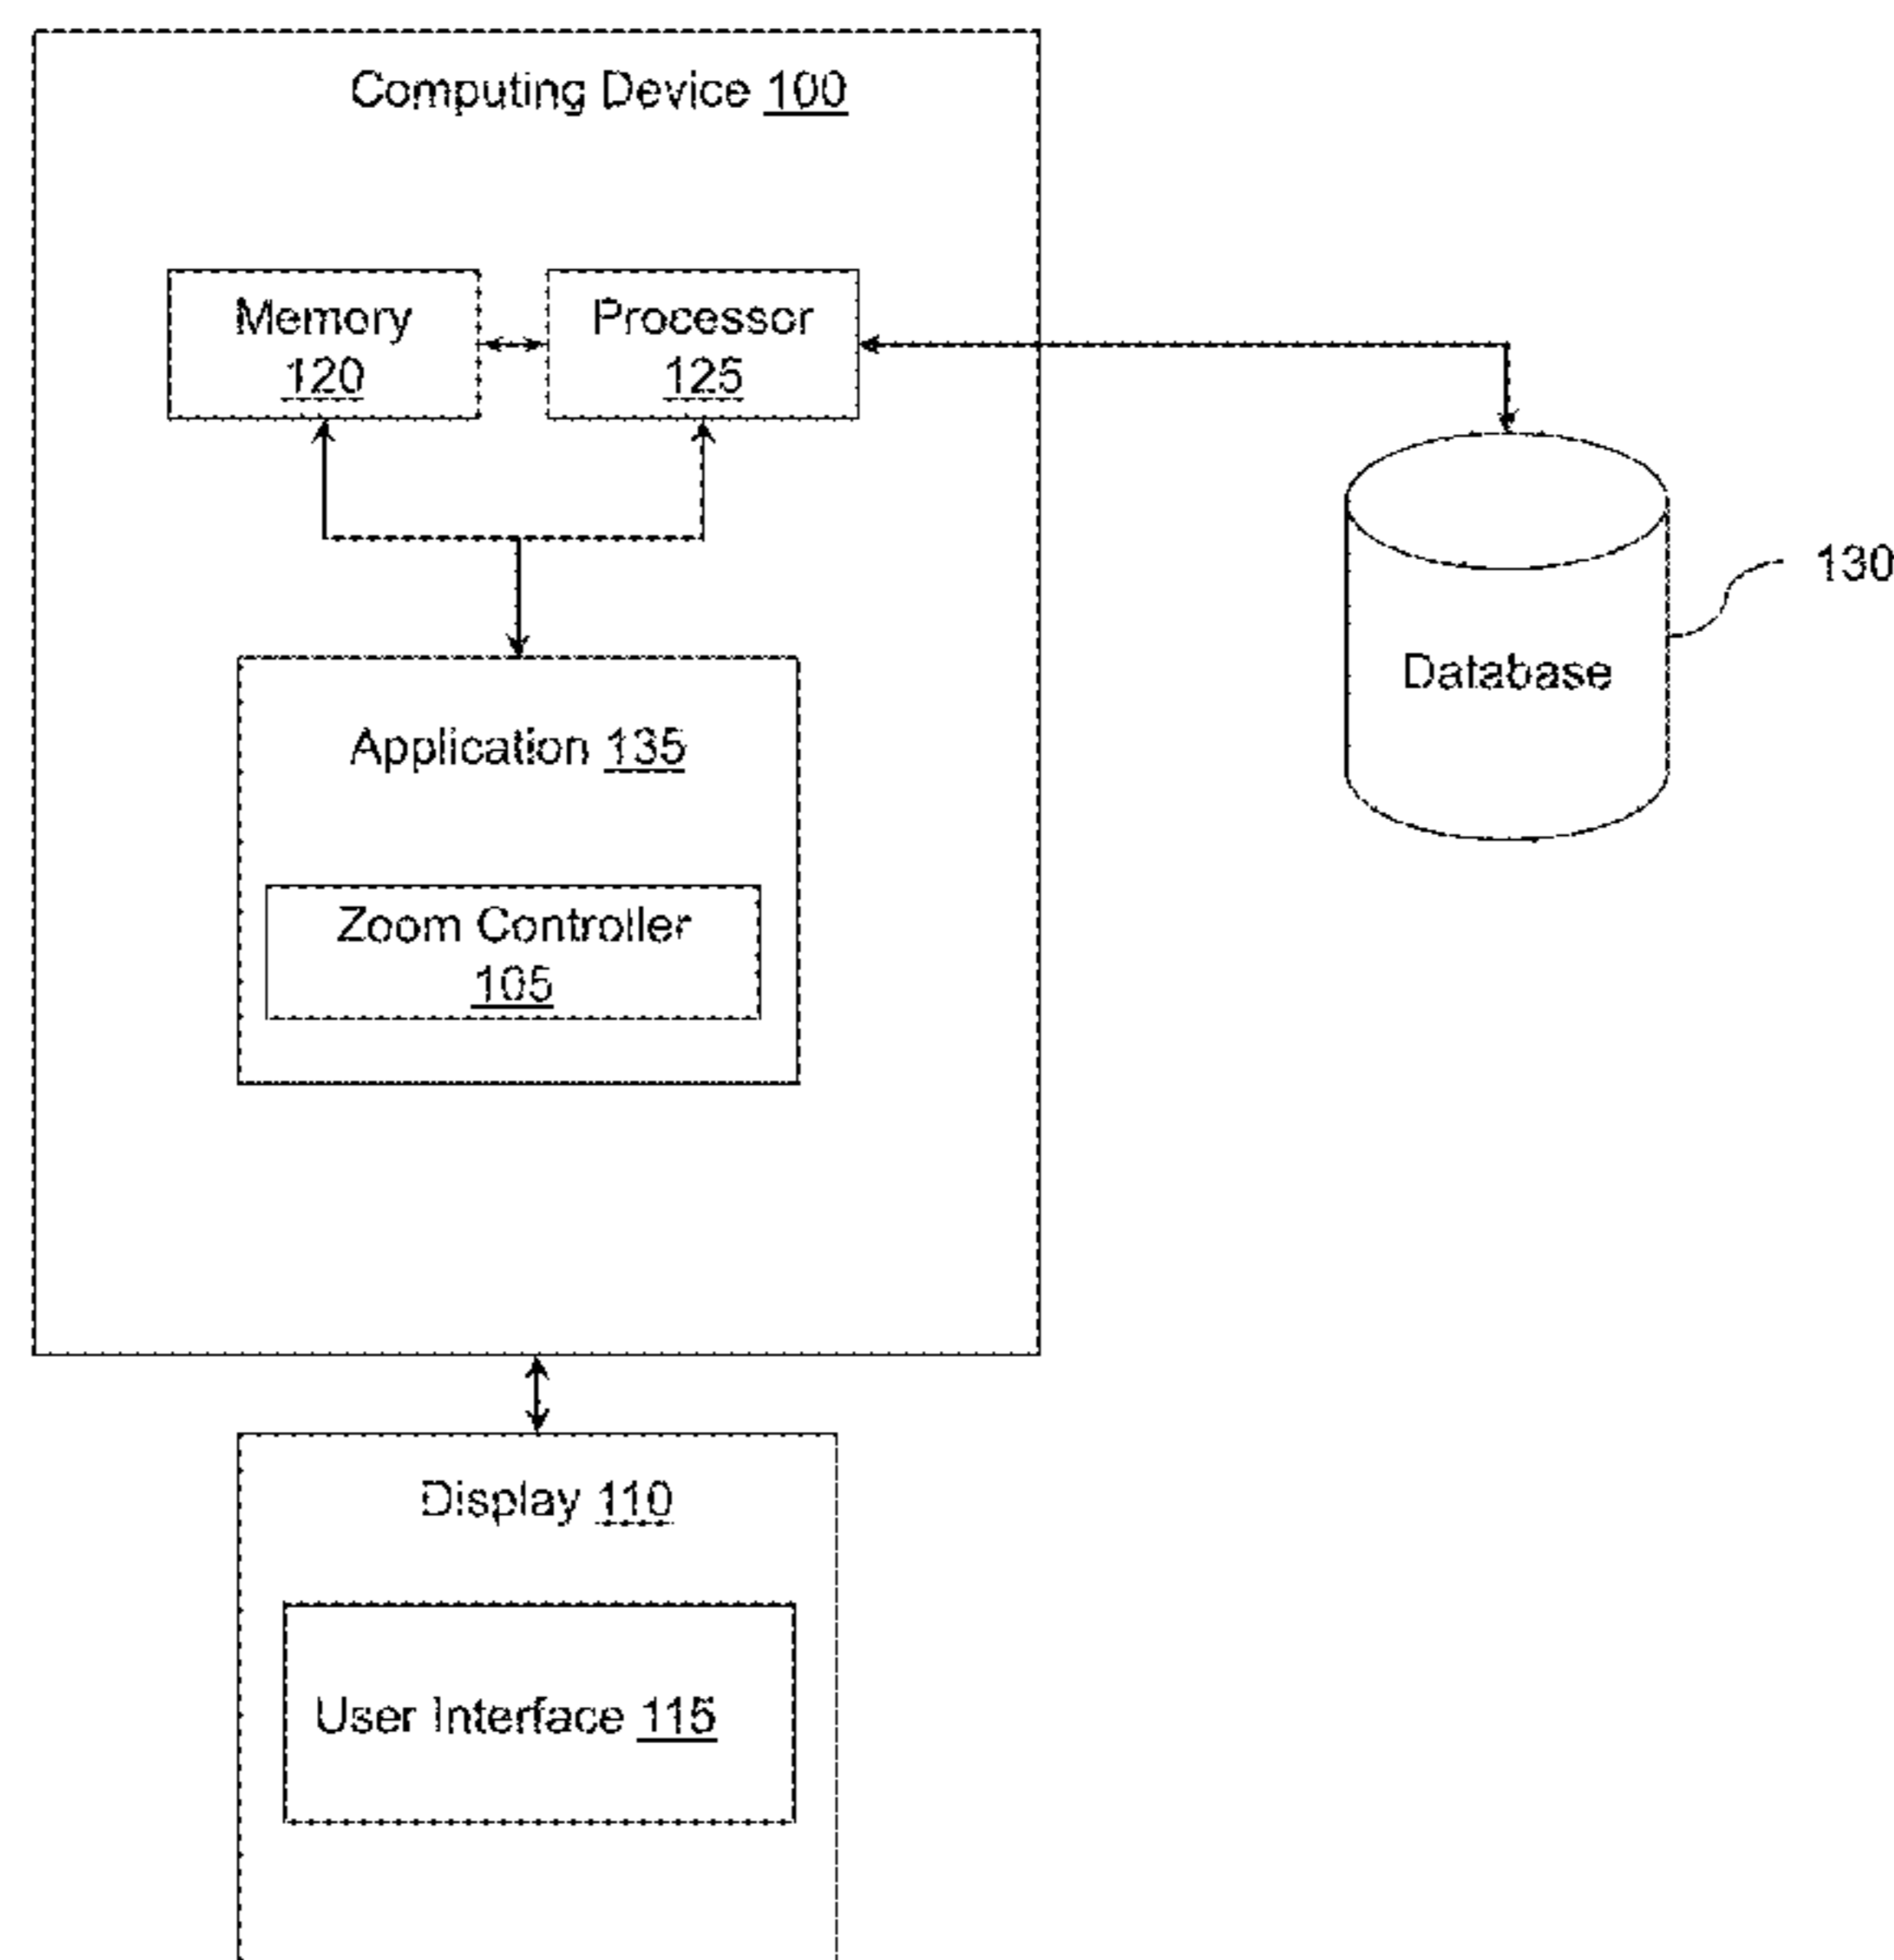 Computing Device 100
Memory
120
Processor
125
130
Database
Application 135
Zoom Controller
105
Display 110
User Interface 115